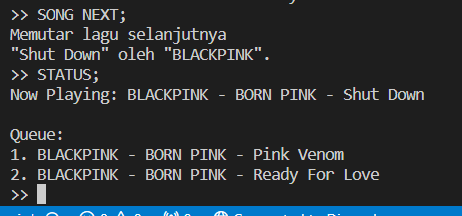 >> SONG NEXT;
Memutar lagu selanjutnya
"Shut Down" oleh "BLACKPINK".
>> STATUS;
Now Playing: BLACKPINK - BORN PINK - Shut Down
Queue:
1. BLACKPINK - BORN PINK - Pink Venom
2. BLACKPINK - BORN PINK - Ready For Love
>>